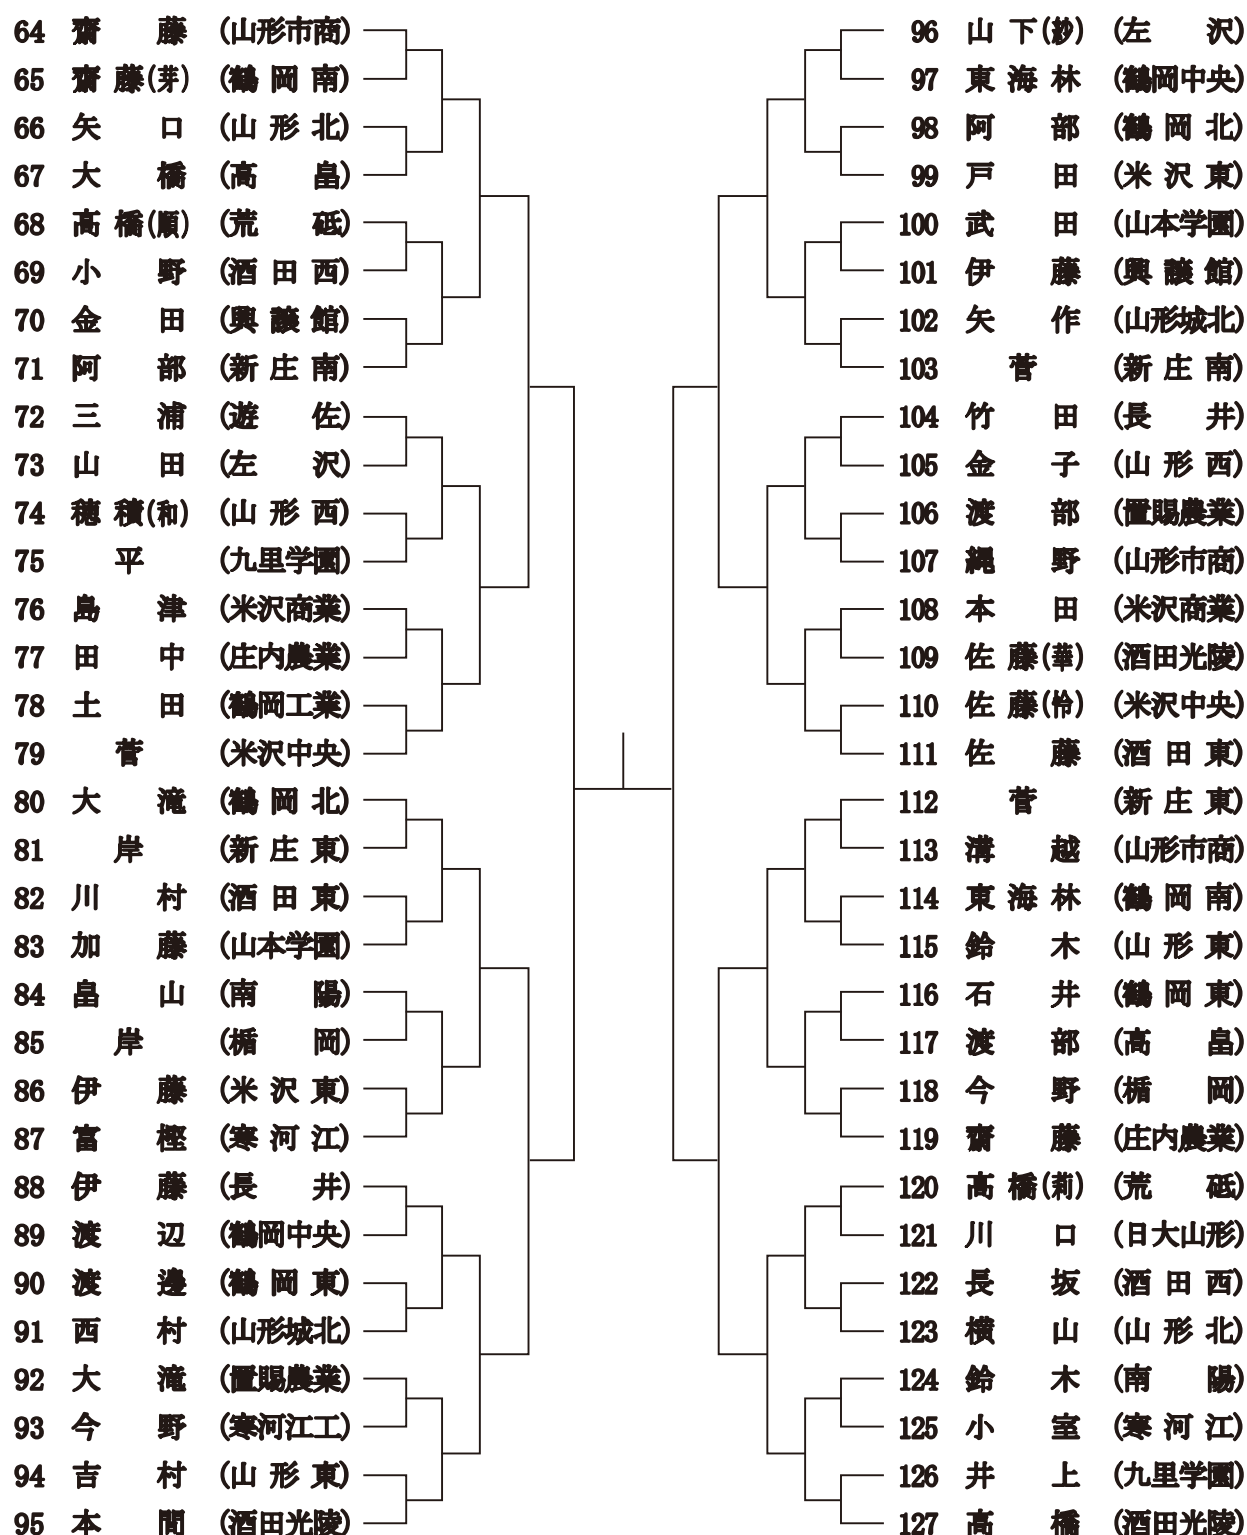 64 齋藤 (山形市商)
65 齋藤(芽) (鶴岡南)
66 矢口 (山形北)
67 大橋 (高畠)
68 高橋(順) (荒砥)
69 小野 (酒田西)
70 金田 (興譲館)
71 阿部 (新庄南)
72 三浦 (遊佐)
73 山田 (左沢)
74 穂積(和) (山形西)
75 平 (九里学園)
76 島津 (米沢商業)
77 田中 (庄内農業)
78 土田 (鶴岡工業)
79 菅 (米沢中央)
80 大滝 (鶴岡北)
81 岸 (新庄東)
82 川村 (酒田東)
83 加藤 (山本学園)
84 畠山 (南陽)
85 岸 (楯岡)
86 伊藤 (米沢東)
87 富樫 (寒河江)
88 伊藤 (長井)
89 渡辺 (鶴岡中央)
90 渡邊 (鶴岡東)
91 西村 (山形城北)
92 大滝 (置賜農業)
93 今野 (寒河江工)
94 吉村 (山形東)
95 本間 (酒田光陵)
96 山下(紗) (左沢)
97 東海林 (鶴岡中央)
98 阿部 (鶴岡北)
99 戸田 (米沢東)
100 武田 (山本学園)
101 伊藤 (興譲館)
102 矢作 (山形城北)
103 菅 (新庄南)
104 竹田 (長井)
105 金子 (山形西)
106 渡部 (置賜農業)
107 縄野 (山形市商)
108 本田 (米沢商業)
109 佐藤(華) (酒田光陵)
110 佐藤(怜) (米沢中央)
111 佐藤 (酒田東)
112 菅 (新庄東)
113 溝越 (山形市商)
114 東海林 (鶴岡南)
115 鈴木 (山形東)
116 石井 (鶴岡東)
117 渡部 (高畠)
118 今野 (楯岡)
119 齋藤 (庄内農業)
120 高橋(莉) (荒砥)
121 川口 (日大山形)
122 長坂 (酒田西)
123 横山 (山形北)
124 鈴木 (南陽)
125 小室 (寒河江)
126 井上 (九里学園)
127 高橋 (酒田光陵)